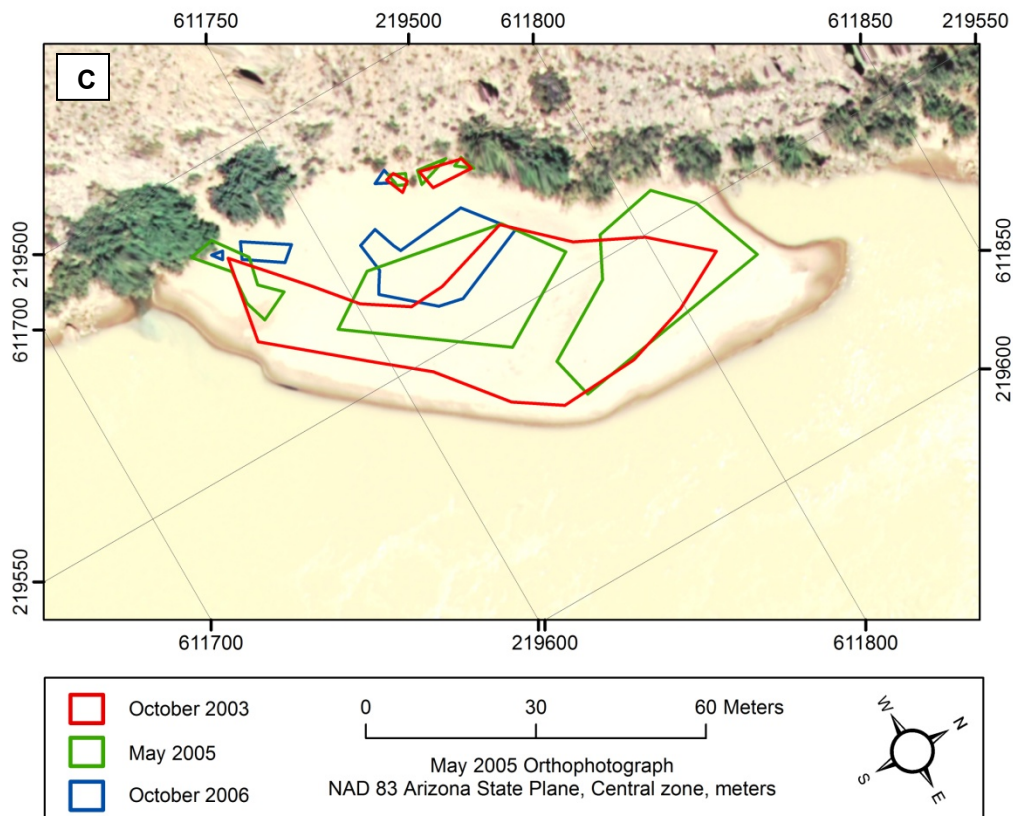 611750 219500 611800 611850 219550
C
219500
611700
219550
611850
219600
611700 219600 611800
October 2003
May 2005
October 2006
0 30 60 Meters
May 2005 Orthophotograph
NAD 83 Arizona State Plane, Central zone, meters
W N
S E